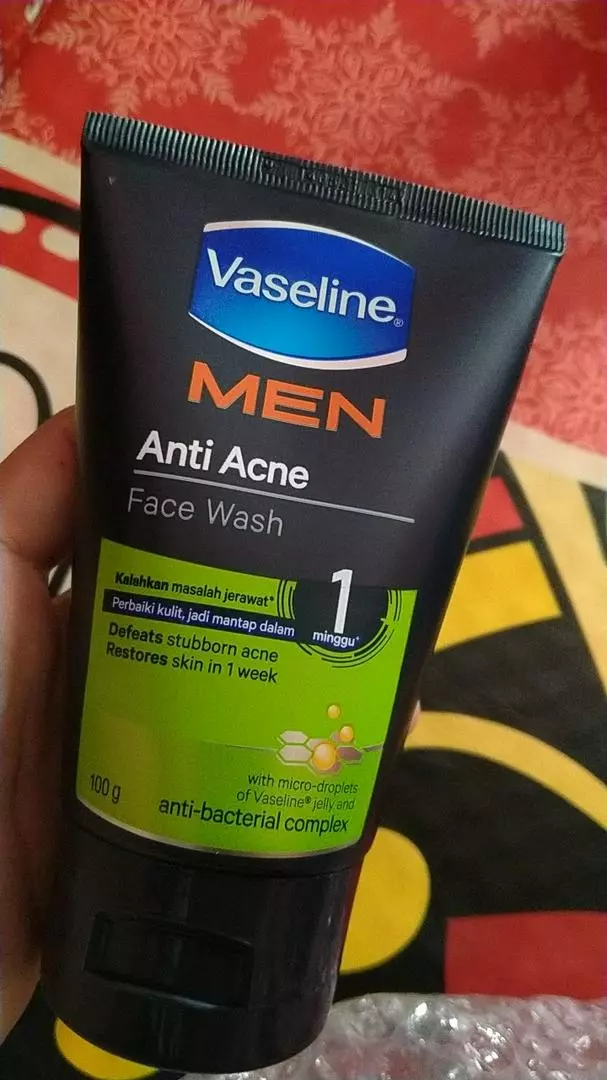 Vaseline®
MEN
Anti Acne
Face Wash
Kalahkan masalah jerawat*
Perbaiki kulit, jadi mantap dalam
1
minggu*
Defeats stubborn acne
Restores skin in 1 week
with micro-droplets
of Vaseline® jelly and
anti-bacterial complex
100 g